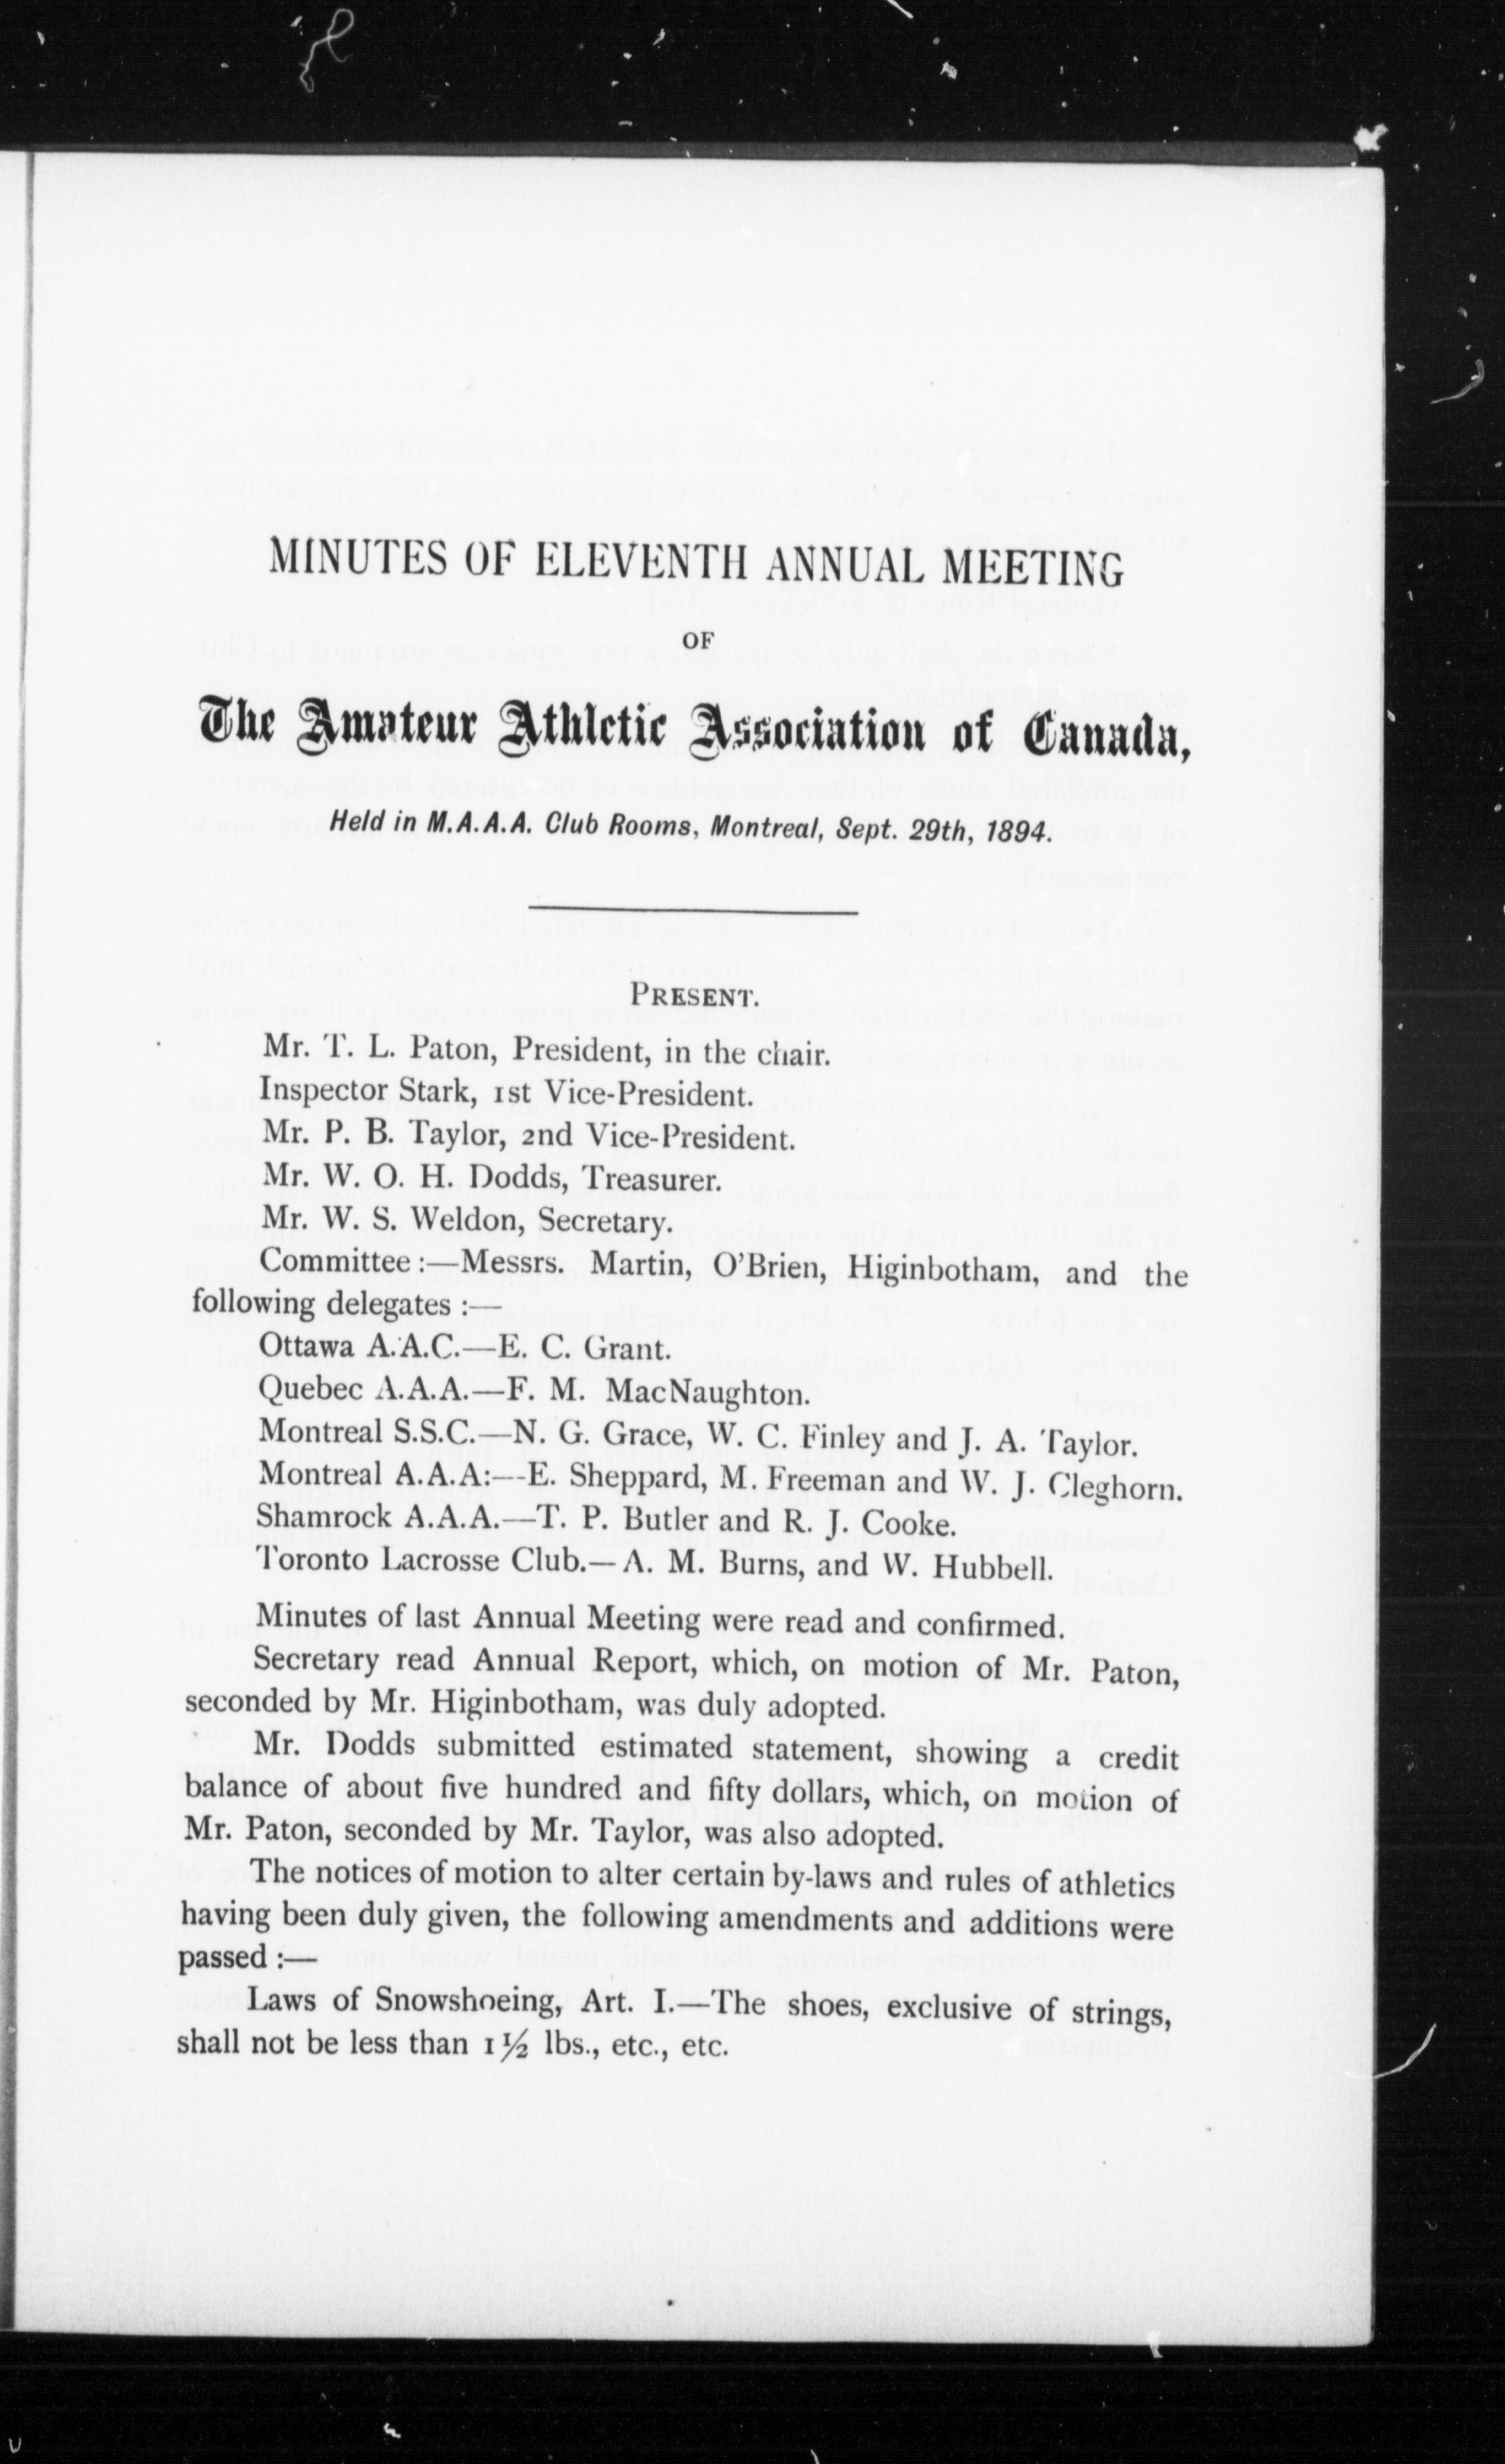 MINUTES OF ELEVENTH ANNUAL MEETING
OF
The Amateur Athletic Association of Canada,
Held in M.A.A.A. Club Rooms, Montreal, Sept. 29th, 1894.
PRESENT.
Mr. T. L. Paton, President, in the chair.
Inspector Stark, 1st Vice-President.
Mr. P. B. Taylor, 2nd Vice-President.
Mr. W. O. H. Dodds, Treasurer.
Mr. W. S. Weldon, Secretary.
Committee:—Messrs. Martin, O'Brien, Higinbotham, and the
following delegates :—
Ottawa A.A.C.—E. C. Grant.
Quebec A.A.A.—F. M. MacNaughton.
Montreal S.S.C.—N. G. Grace, W. C. Finley and J. A. Taylor.
Montreal A.A.A:—E. Sheppard, M. Freeman and W. J. Cleghorn.
Shamrock A.A.A.—T. P. Butler and R. J. Cooke.
Toronto Lacrosse Club.—A. M. Burns, and W. Hubbell.
Minutes of last Annual Meeting were read and confirmed.
Secretary read Annual Report, which, on motion of Mr. Paton,
seconded by Mr. Higinbotham, was duly adopted.
Mr. Dodds submitted estimated statement, showing a credit
balance of about five hundred and fifty dollars, which, on motion of
Mr. Paton, seconded by Mr. Taylor, was also adopted.
The notices of motion to alter certain by-laws and rules of athletics
having been duly given, the following amendments and additions were
passed :—
Laws of Snowshoeing, Art. I.—The shoes, exclusive of strings,
shall not be less than 1½ lbs., etc., etc.